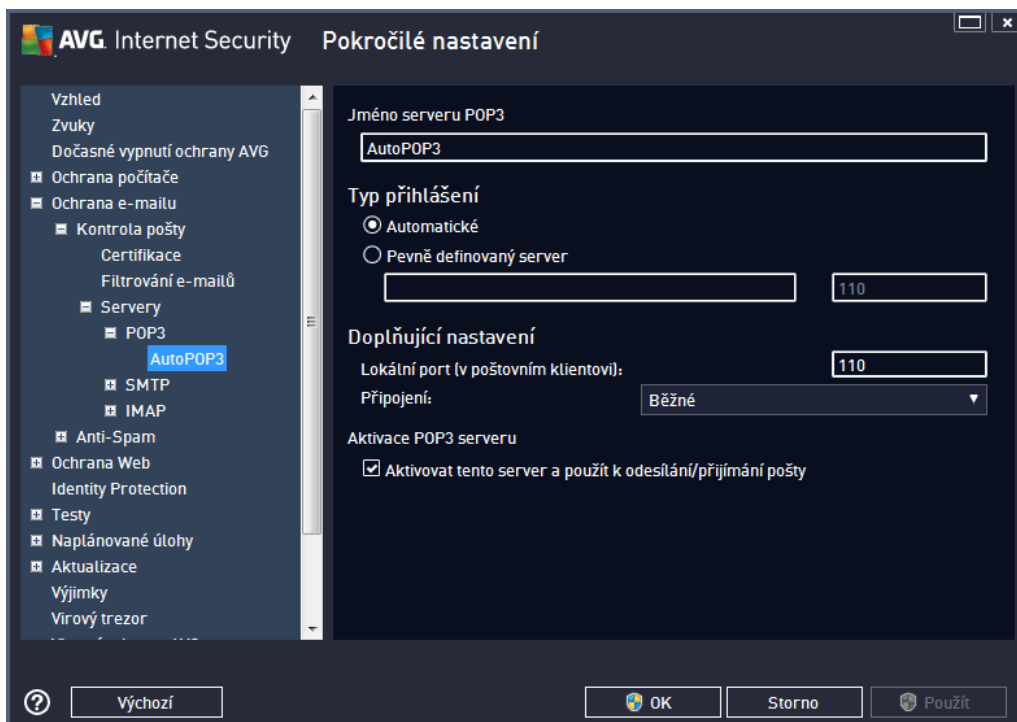 AVG. Internet Security Pokročilé nastavení
Vzhled
Zvuky
Dočasné vypnutí ochrany AVG
Ochrana počítače
Ochrana e-mailu
Kontrola pošty
Certifikace
Filtrování e-mailů
Servery
POP3
AutoPOP3
SMTP
IMAP
Anti-Spam
Ochrana Web
Identity Protection
Testy
Naplánované úlohy
Aktualizace
Výjimky
Virový trezor
Jméno serveru POP3
AutoPOP3
Typ přihlášení
Automatické
Pevně definovaný server
110
Doplňující nastavení
Lokální port (v poštovním klientovi): 110
Připojení: Běžné
Aktivace POP3 serveru
Aktivovat tento server a použít k odesílání/přijímání pošty
Výchozí OK Storno Použít